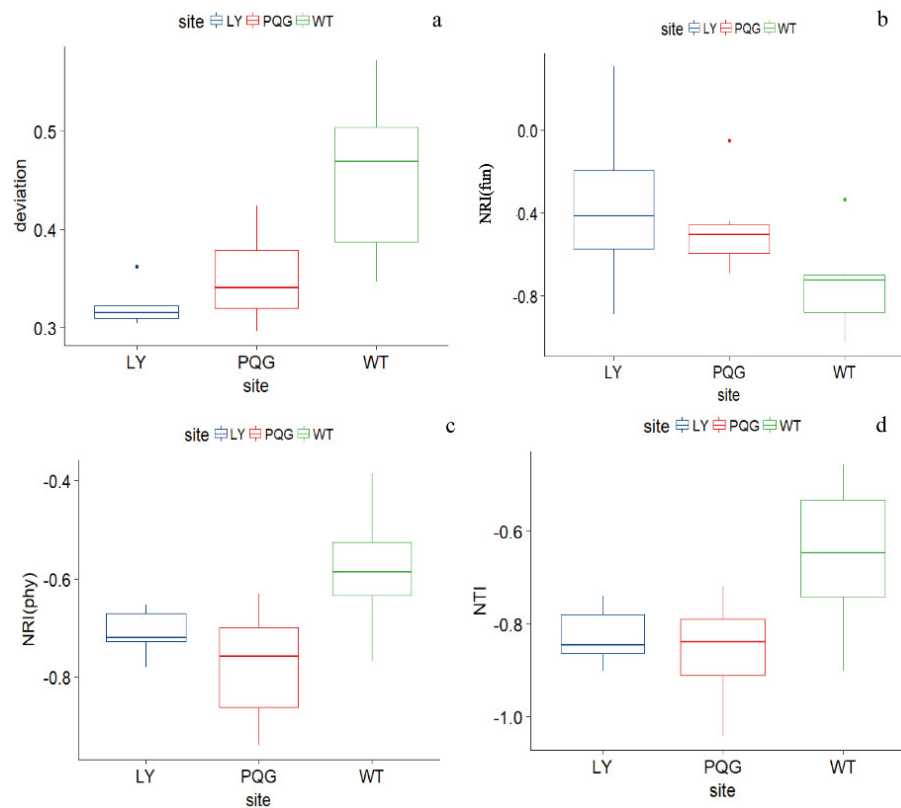 site LY PQG WT
a
0.5
0.4
0.3
deviation
LY PQG WT
site
site LY PQG WT
b
0.0
0.4
-0.8
NRI(fun)
LY PQG WT
site
site LY PQG WT
c
-0.4
-0.6
-0.8
NRI(phy)
LY PQG WT
site
site LY PQG WT
d
-0.6
-0.8
-1.0
NTI
LY PQG WT
site